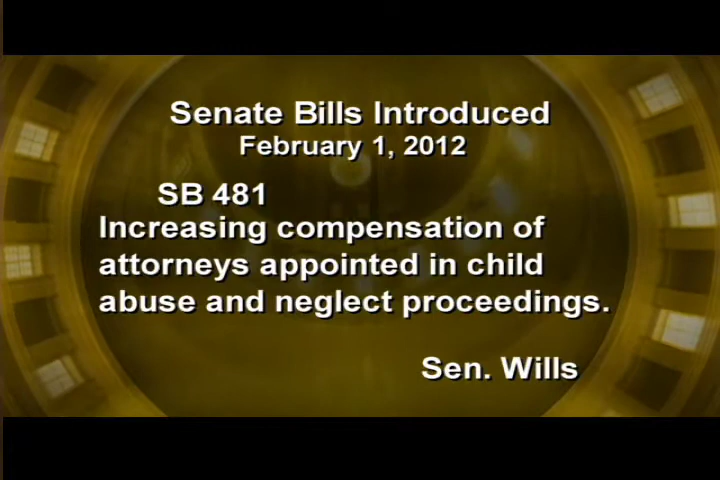 Senate Bills Introduced
February 1, 2012
SB 481
Increasing compensation of
attorneys appointed in child
abuse and neglect proceedings.
Sen. Wills